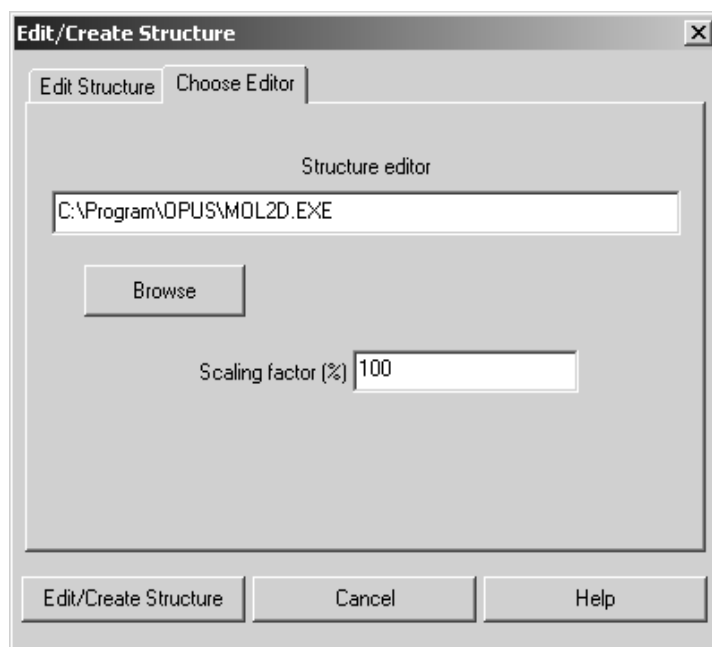 Edit/Create Structure
Edit Structure Choose Editor
Structure editor
C:\Program\OPUS\MOL2D.EXE
Browse
Scaling factor (%) 100
Edit/Create Structure Cancel Help